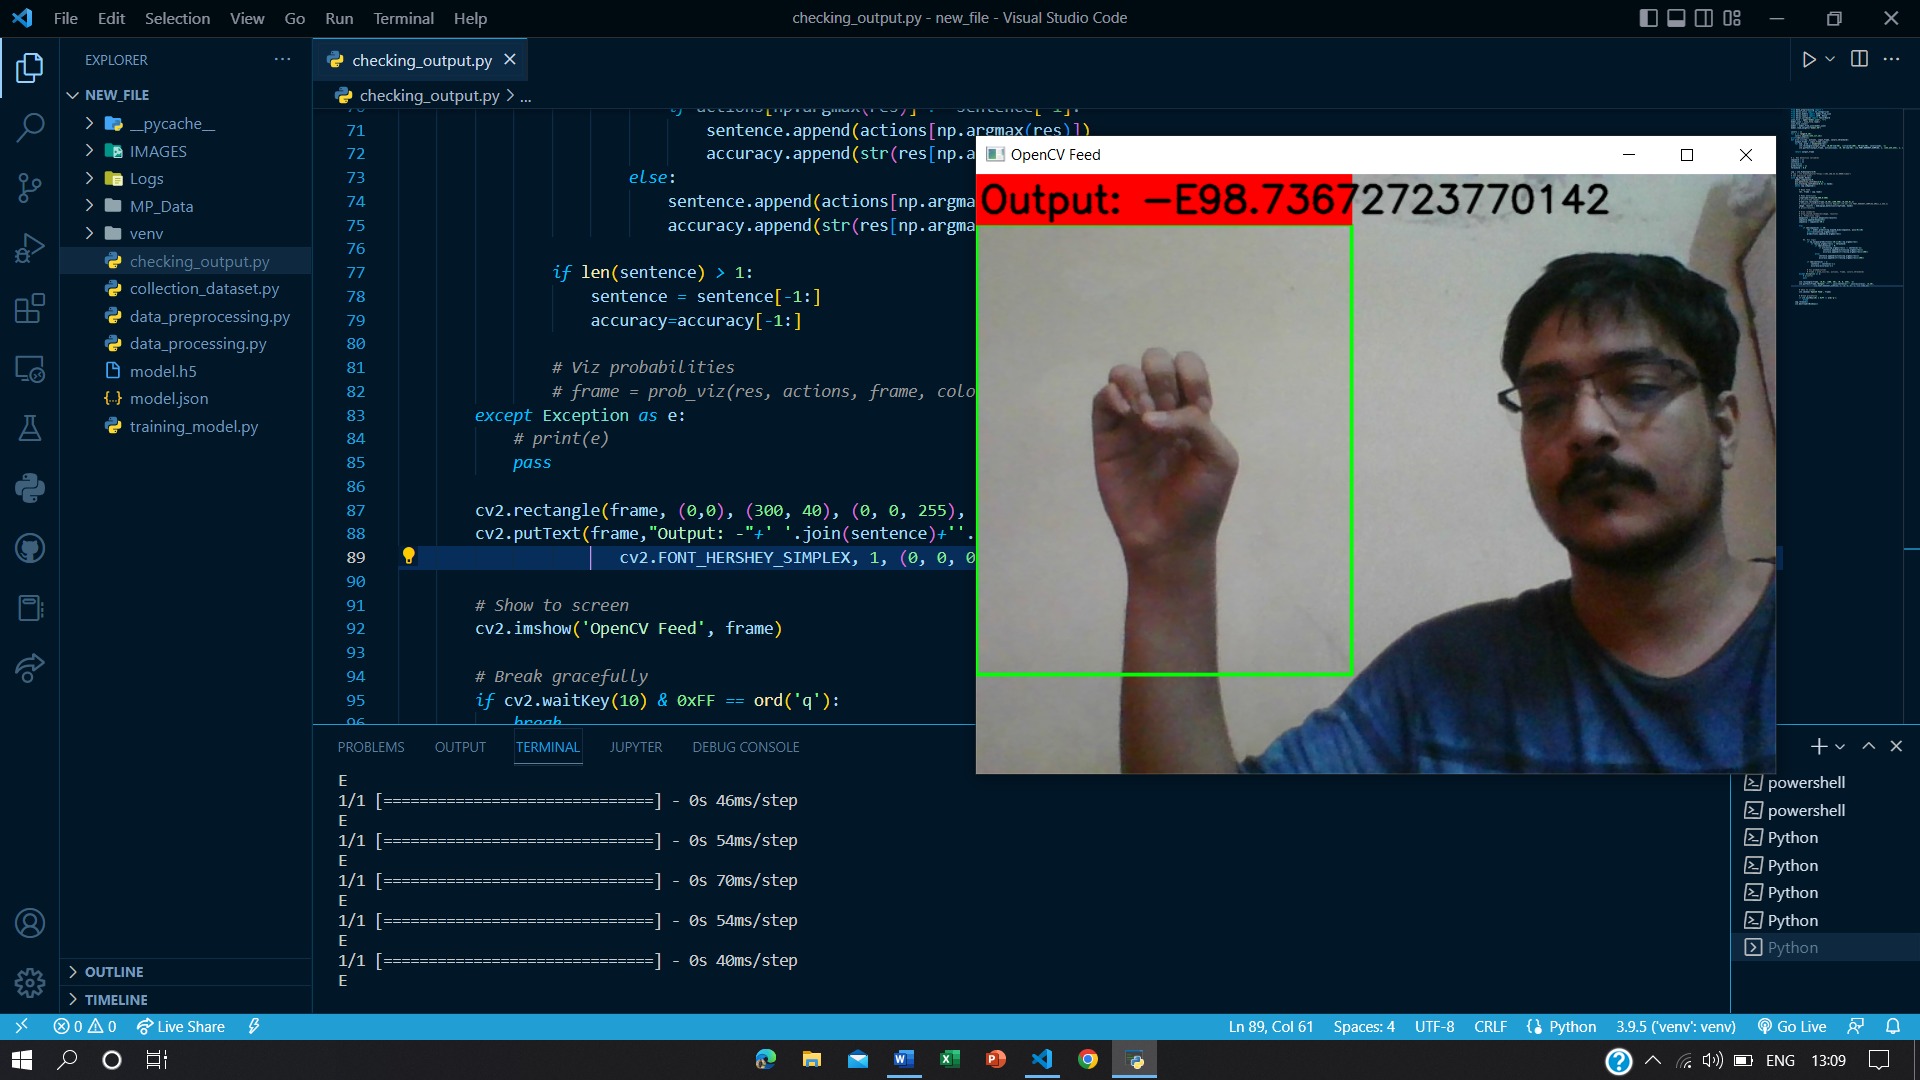 File Edit Selection View Go Run Terminal Help
checking_output.py - new_file - Visual Studio Code
EXPLORER
NEW_FILE
__pycache__
IMAGES
Logs
MP_Data
venv
checking_output.py
collection_dataset.py
data_preprocessing.py
data_processing.py
model.h5
model.json
training_model.py
OUTLINE
TIMELINE
checking_output.py
checking_output.py > ...
71 sentence.append(actions[np.argmax(res)])
72 accuracy.append(str(res[np.a
73 else:
74 sentence.append(actions[np.argma
75 accuracy.append(str(res[np.argma
76
77 if len(sentence) > 1:
78 sentence = sentence[-1:]
79 accuracy=accuracy[-1:]
80
81 # Viz probabilities
82 # frame = prob_viz(res, actions, frame, colo
83 except Exception as e:
84 # print(e)
85 pass
86
87 cv2.rectangle(frame, (0,0), (300, 40), (0, 0, 255),
88 cv2.putText(frame,"Output: -"+' '.join(sentence)+''.
89 cv2.FONT_HERSHEY_SIMPLEX, 1, (0, 0, 0
90
91 # Show to screen
92 cv2.imshow('OpenCV Feed', frame)
93
94 # Break gracefully
95 if cv2.waitKey(10) & 0xFF == ord('q'):
96 break
OpenCV Feed
Output: -E98.73672723770142
PROBLEMS OUTPUT TERMINAL JUPYTER DEBUG CONSOLE
E
1/1 [==============================] - 0s 46ms/step
E
1/1 [==============================] - 0s 54ms/step
E
1/1 [==============================] - 0s 70ms/step
E
1/1 [==============================] - 0s 54ms/step
E
1/1 [==============================] - 0s 40ms/step
E
powershell
powershell
Python
Python
Python
Python
Python
0 0 Live Share
Ln 89, Col 61 Spaces: 4 UTF-8 CRLF Python 3.9.5 ('venv': venv) Go Live
ENG 13:09